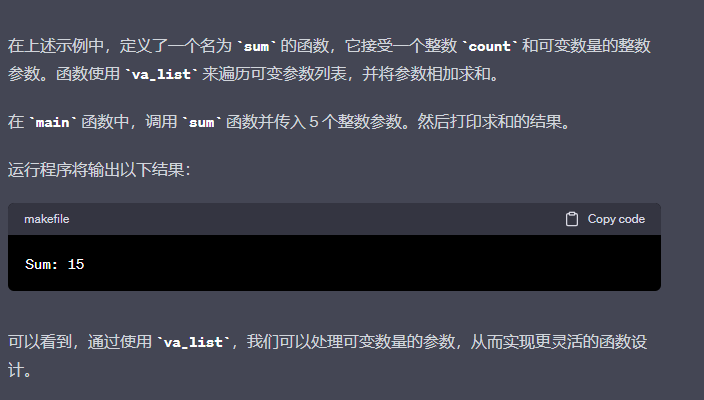 在上述示例中，定义了一个名为 `sum` 的函数，它接受一个整数 `count` 和可变数量的整数
参数。函数使用 `va_list` 来遍历可变参数列表，并将参数相加求和。
在 `main` 函数中，调用 `sum` 函数并传入 5 个整数参数。然后打印求和的结果。
运行程序将输出以下结果：
makefile Copy code
Sum: 15
可以看到，通过使用 `va_list`，我们可以处理可变数量的参数，从而实现更灵活的函数设
计。